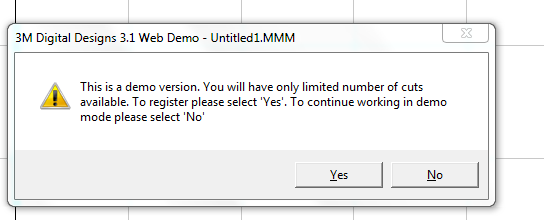 3M Digital Designs 3.1 Web Demo - Untitled1.MMM
This is a demo version. You will have only limited number of cuts
available. To register please select 'Yes'. To continue working in demo
mode please select 'No'
Yes
No